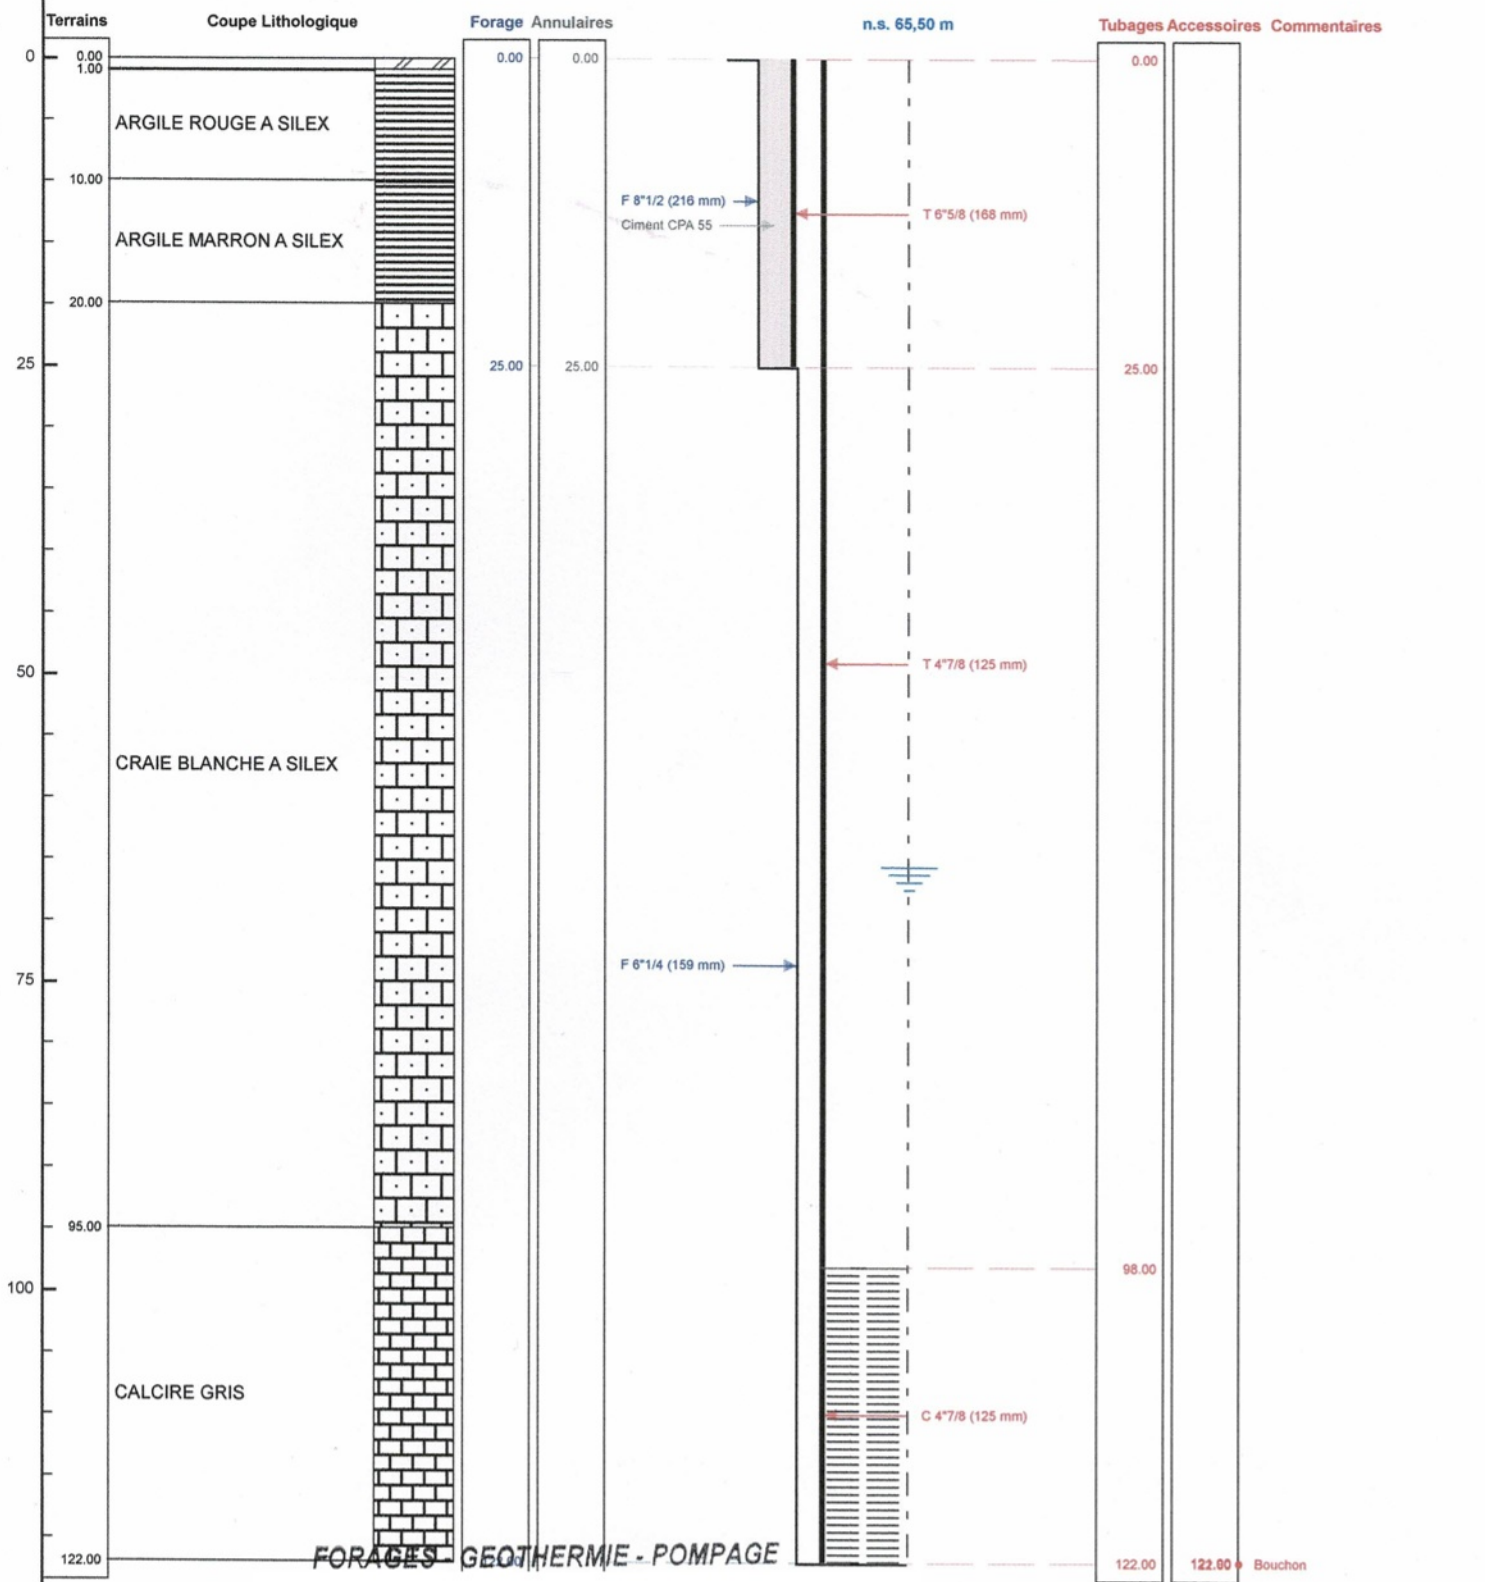 Terrains Coupe Lithologique Forage Annulaires n.s. 65,50 m Tubages Accessoires Commentaires
0 0.00 0.00 0.00 0.00
1.00
ARGILE ROUGE A SILEX
10.00
F 8"1/2 (216 mm) T 6"5/8 (168 mm)
Ciment CPA 55
ARGILE MARRON A SILEX
20.00
25 25.00 25.00 25.00
50 T 4"7/8 (125 mm)
CRAIE BLANCHE A SILEX
F 6"1/4 (159 mm)
75
95.00
98.00
100
CALCIRE GRIS
C 4"7/8 (125 mm)
122.00 FORAGES - GEOTHERMIE - POMPAGE 122.00 Bouchon